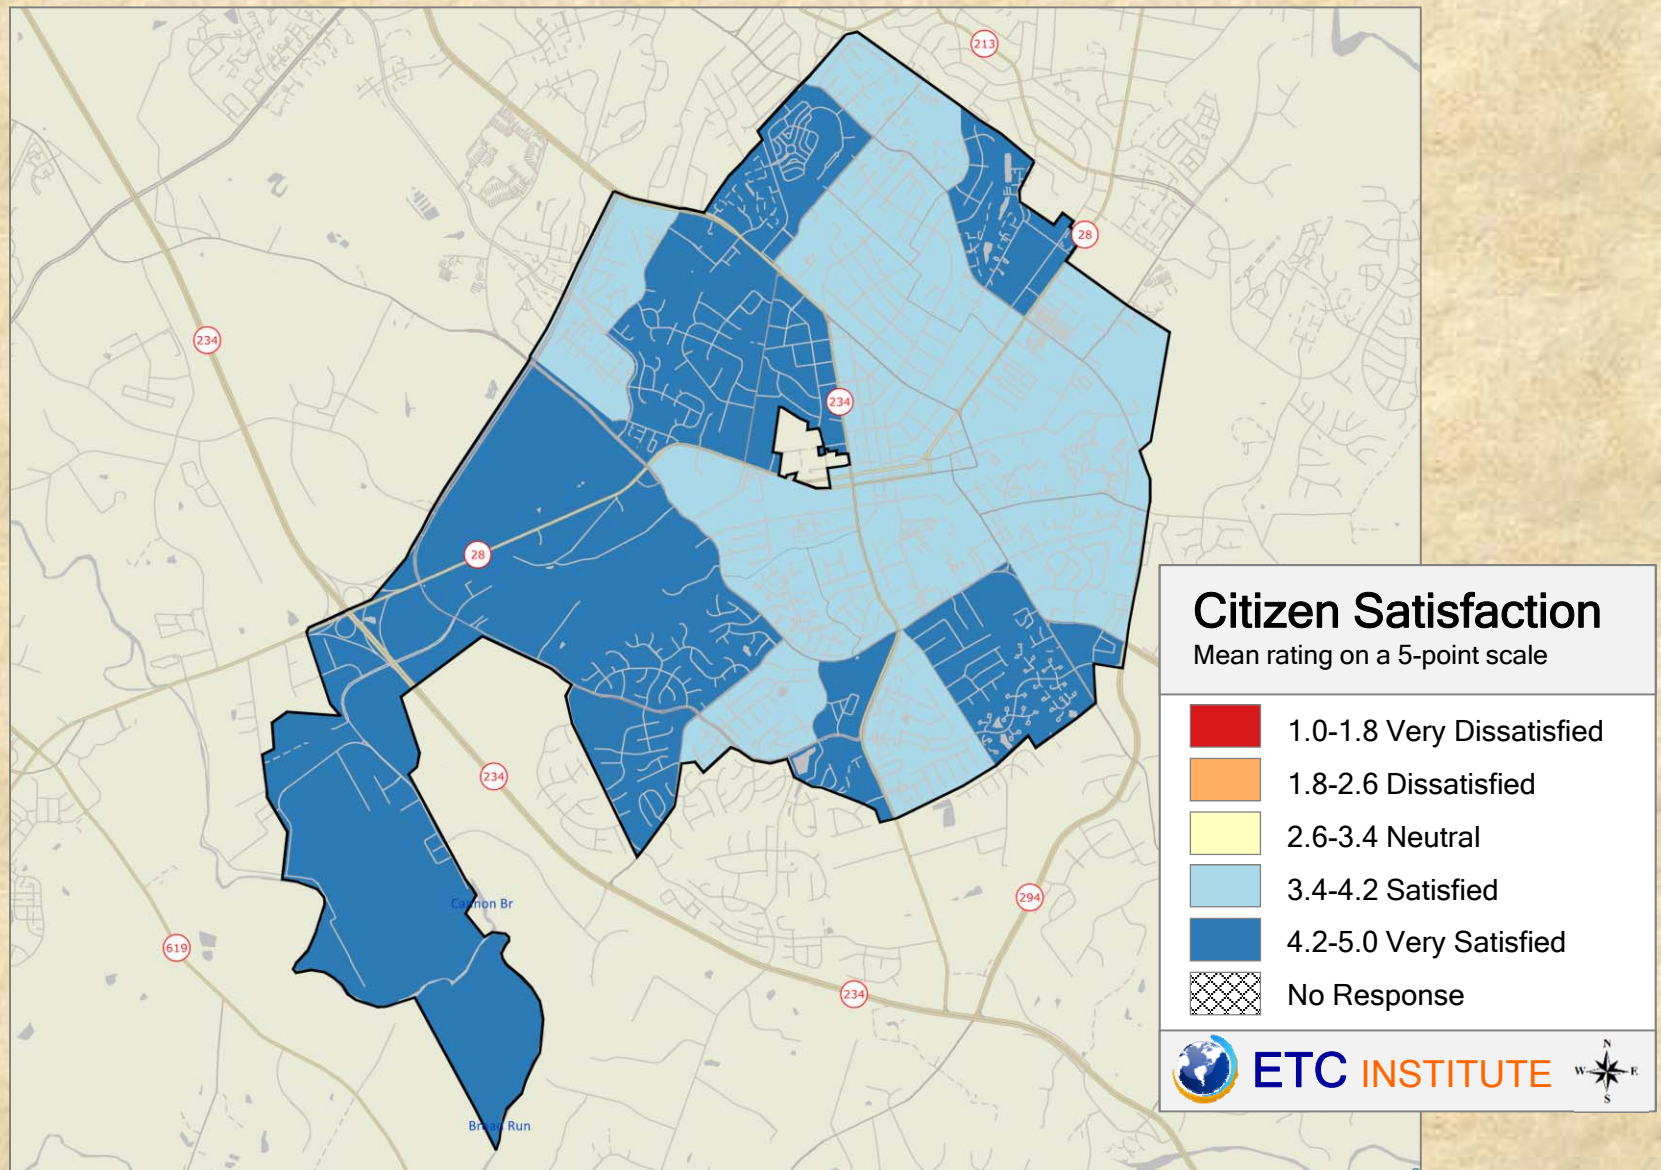 213
28
234
234
28
234
Cannon Br
294
619
234
Broad Run
Citizen Satisfaction
Mean rating on a 5-point scale
1.0-1.8 Very Dissatisfied
1.8-2.6 Dissatisfied
2.6-3.4 Neutral
3.4-4.2 Satisfied
4.2-5.0 Very Satisfied
No Response
ETC INSTITUTE
N
W E
S